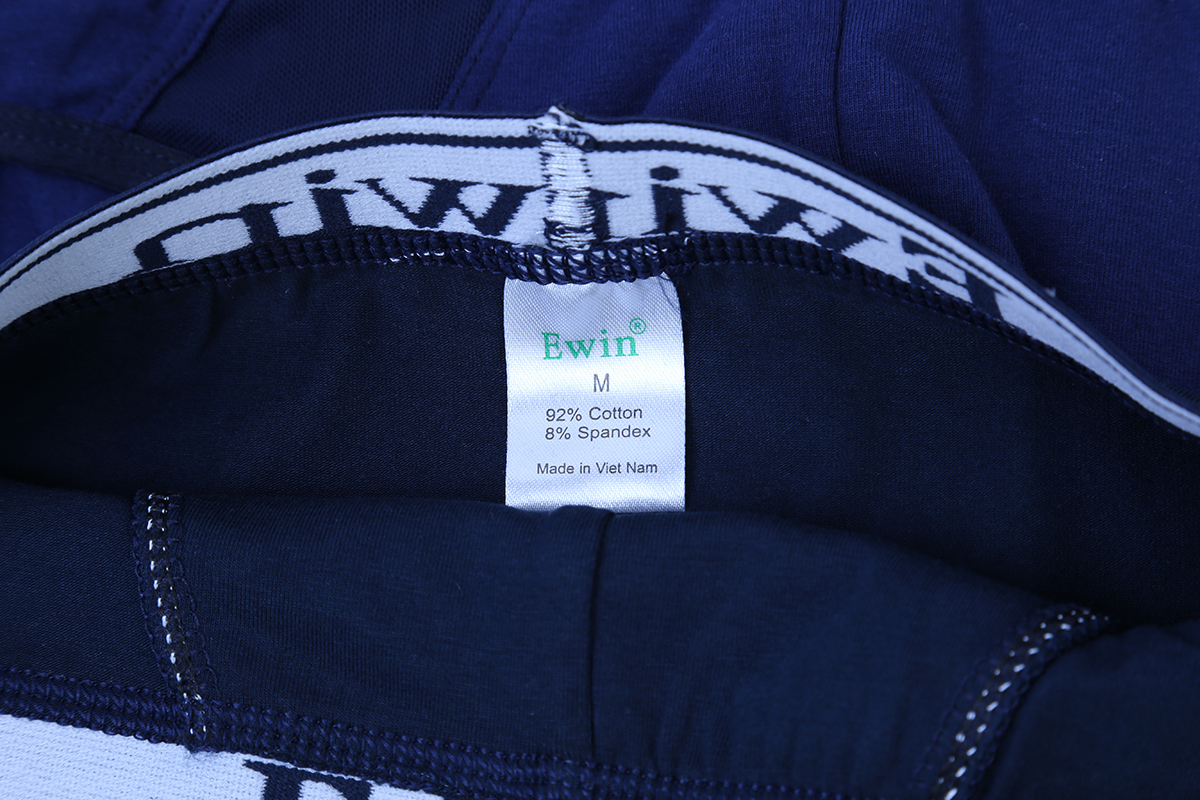 Ewin®
M
92% Cotton
8% Spandex
Made in Viet Nam